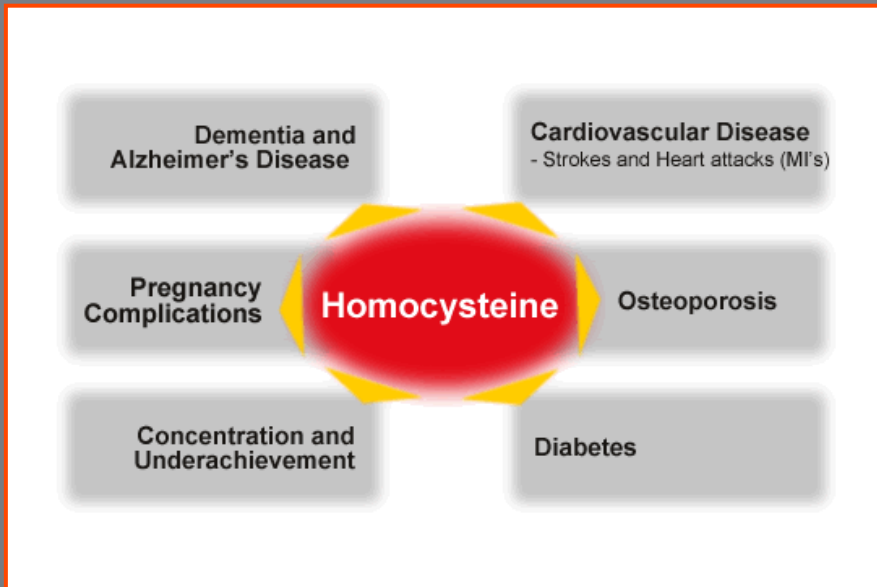 Dementia and
Alzheimer's Disease
Cardiovascular Disease
- Strokes and Heart attacks (MI's)
Pregnancy
Complications
Homocysteine
Osteoporosis
Concentration and
Underachievement
Diabetes